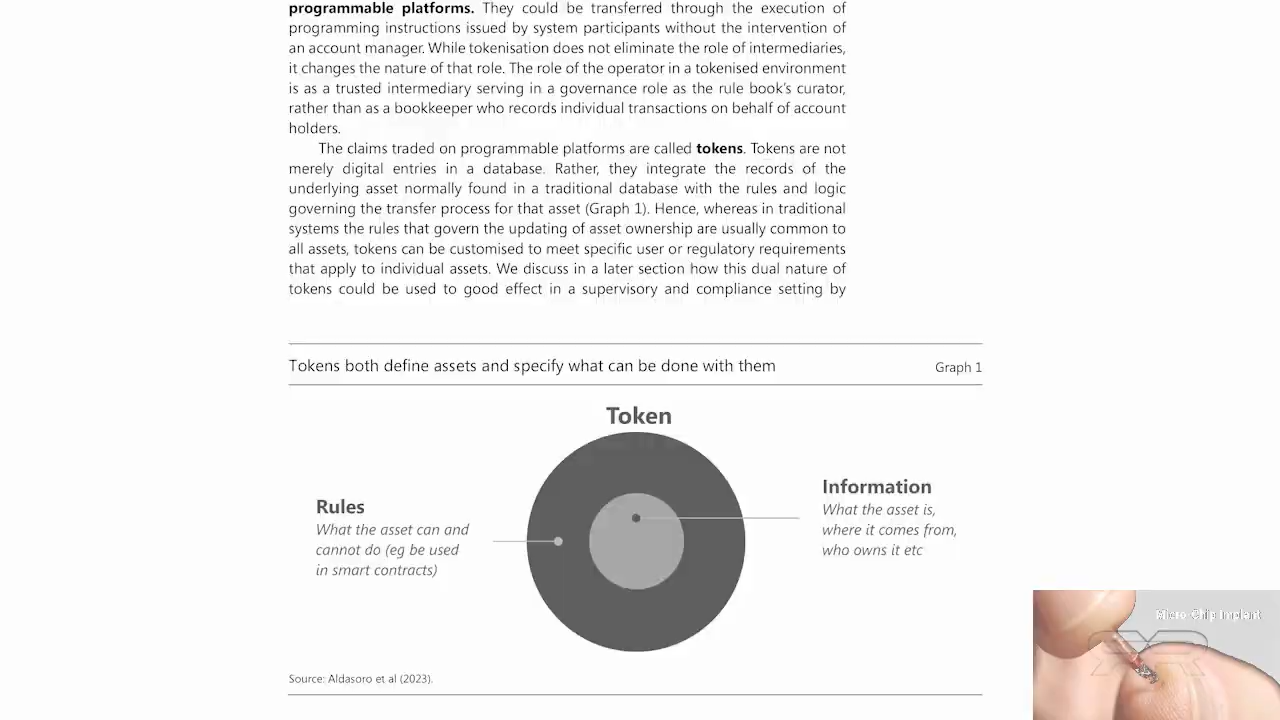 programmable platforms. They could be transferred through the execution of
programming instructions issued by system participants without the intervention of
an account manager. While tokenisation does not eliminate the role of intermediaries,
it changes the nature of that role. The role of the operator in a tokenised environment
is as a trusted intermediary serving in a governance role as the rule book's curator,
rather than as a bookkeeper who records individual transactions on behalf of account
holders.
The claims traded on programmable platforms are called tokens. Tokens are not
merely digital entries in a database. Rather, they integrate the records of the
underlying asset normally found in a traditional database with the rules and logic
governing the transfer process for that asset (Graph 1). Hence, whereas in traditional
systems the rules that govern the updating of asset ownership are usually common to
all assets, tokens can be customised to meet specific user or regulatory requirements
that apply to individual assets. We discuss in a later section how this dual nature of
tokens could be used to good effect in a supervisory and compliance setting by
Tokens both define assets and specify what can be done with them
Graph 1
Token
Rules
What the asset can and
cannot do (eg be used
in smart contracts)
Information
What the asset is,
where it comes from,
who owns it etc
Source: Aldasoro et al (2023).
Micro-Chip Implant